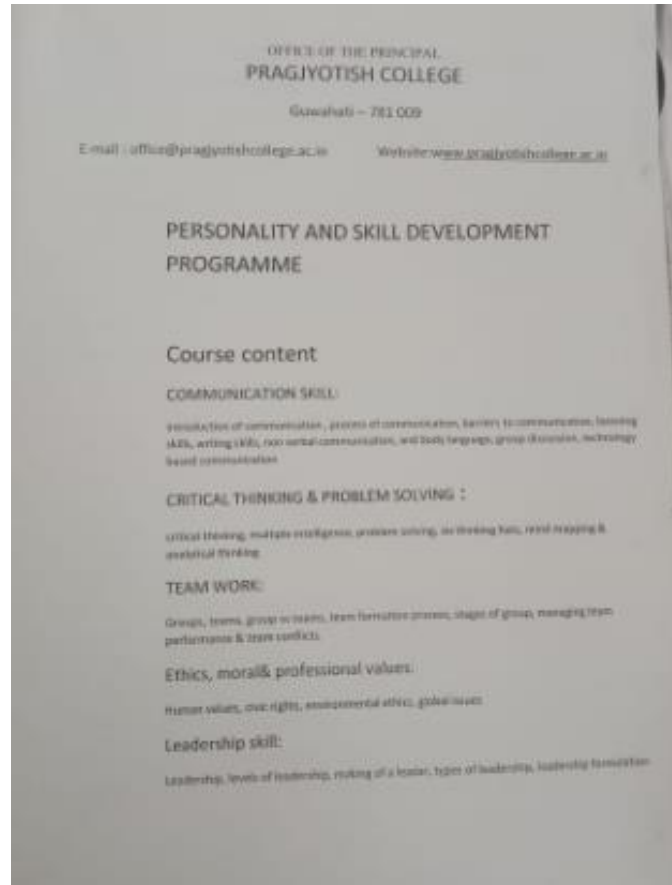 OFFICE OF THE PRINCIPAL
PRAGJYOTISH COLLEGE
Guwahati – 781 009
E-mail : office@pragjyotishcollege.ac.in Website:www.pragjyotishcollege.ac.in
PERSONALITY AND SKILL DEVELOPMENT
PROGRAMME
Course content
COMMUNICATION SKILL:
Introduction of communication , process of communication, barriers to communication, listening
skills, writing skills, non verbal communication, and body language, group discussion, technology
based communication
CRITICAL THINKING & PROBLEM SOLVING :
critical thinking, multiple intelligence, problem solving, six thinking hats, mind mapping &
analytical thinking
TEAM WORK:
Groups, teams, group vs teams, team formation process, stages of group, managing team
performance & team conflicts
Ethics, moral& professional values.
Human values, civic rights, environmental ethics, global issues
Leadership skill:
Leadership, levels of leadership, making of a leader, types of leadership, leadership formulation